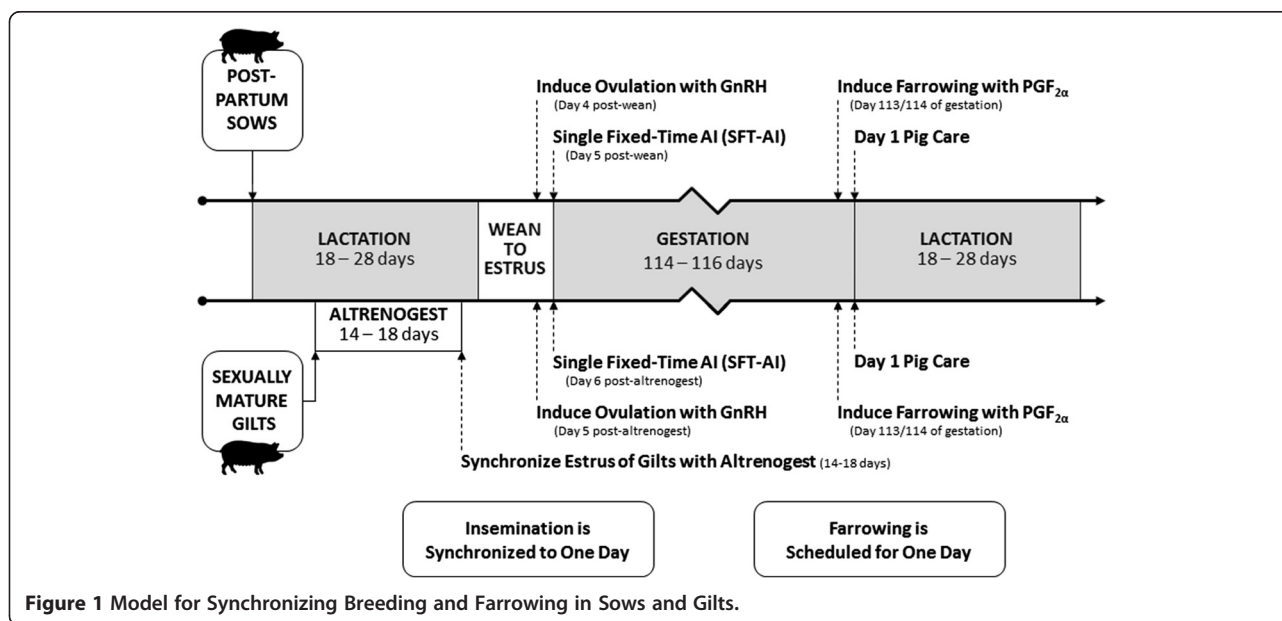 POST-
PARTUM
SOWS
Induce Ovulation with GnRH
(Day 4 post-wean)
Single Fixed-Time AI (SFT-AI)
(Day 5 post-wean)
Induce Farrowing with PGF2α
(Day 113/114 of gestation)
Day 1 Pig Care
LACTATION
18 – 28 days
WEAN
TO
ESTRUS
GESTATION
114 – 116 days
LACTATION
18 – 28 days
ALTRENOGEST
14 – 18 days
SEXUALLY
MATURE
GILTS
Single Fixed-Time AI (SFT-AI)
(Day 6 post-altrenogest)
Induce Ovulation with GnRH
(Day 5 post-altrenogest)
Day 1 Pig Care
Induce Farrowing with PGF2α
(Day 113/114 of gestation)
Synchronize Estrus of Gilts with Altrenogest (14-18 days)
Insemination is
Synchronized to One Day
Farrowing is
Scheduled for One Day
Figure 1 Model for Synchronizing Breeding and Farrowing in Sows and Gilts.